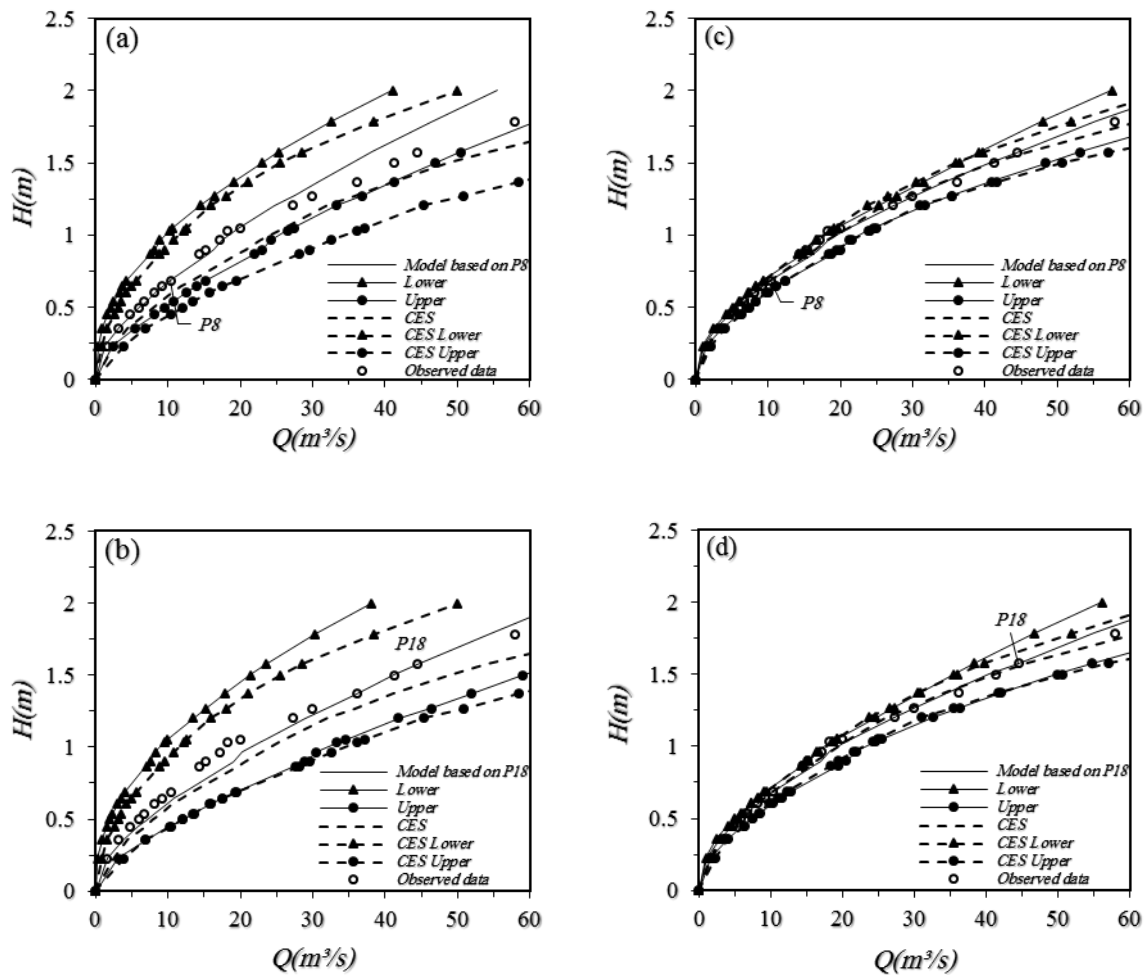 (a)
2.5
2
1.5
1
0.5
0
H(m)
P8
Model based on P8
Lower
Upper
CES
CES Lower
CES Upper
Observed data
0 10 20 30 40 50 60
Q(m³/s)
(c)
2.5
2
1.5
1
0.5
0
H(m)
P8
Model based on P8
Lower
Upper
CES
CES Lower
CES Upper
Observed data
0 10 20 30 40 50 60
Q(m³/s)
(b)
2.5
2
1.5
1
0.5
0
H(m)
P18
Model based on P18
Lower
Upper
CES
CES Lower
CES Upper
Observed data
0 10 20 30 40 50 60
Q(m³/s)
(d)
2.5
2
1.5
1
0.5
0
H(m)
P18
Model based on P18
Lower
Upper
CES
CES Lower
CES Upper
Observed data
0 10 20 30 40 50 60
Q(m³/s)